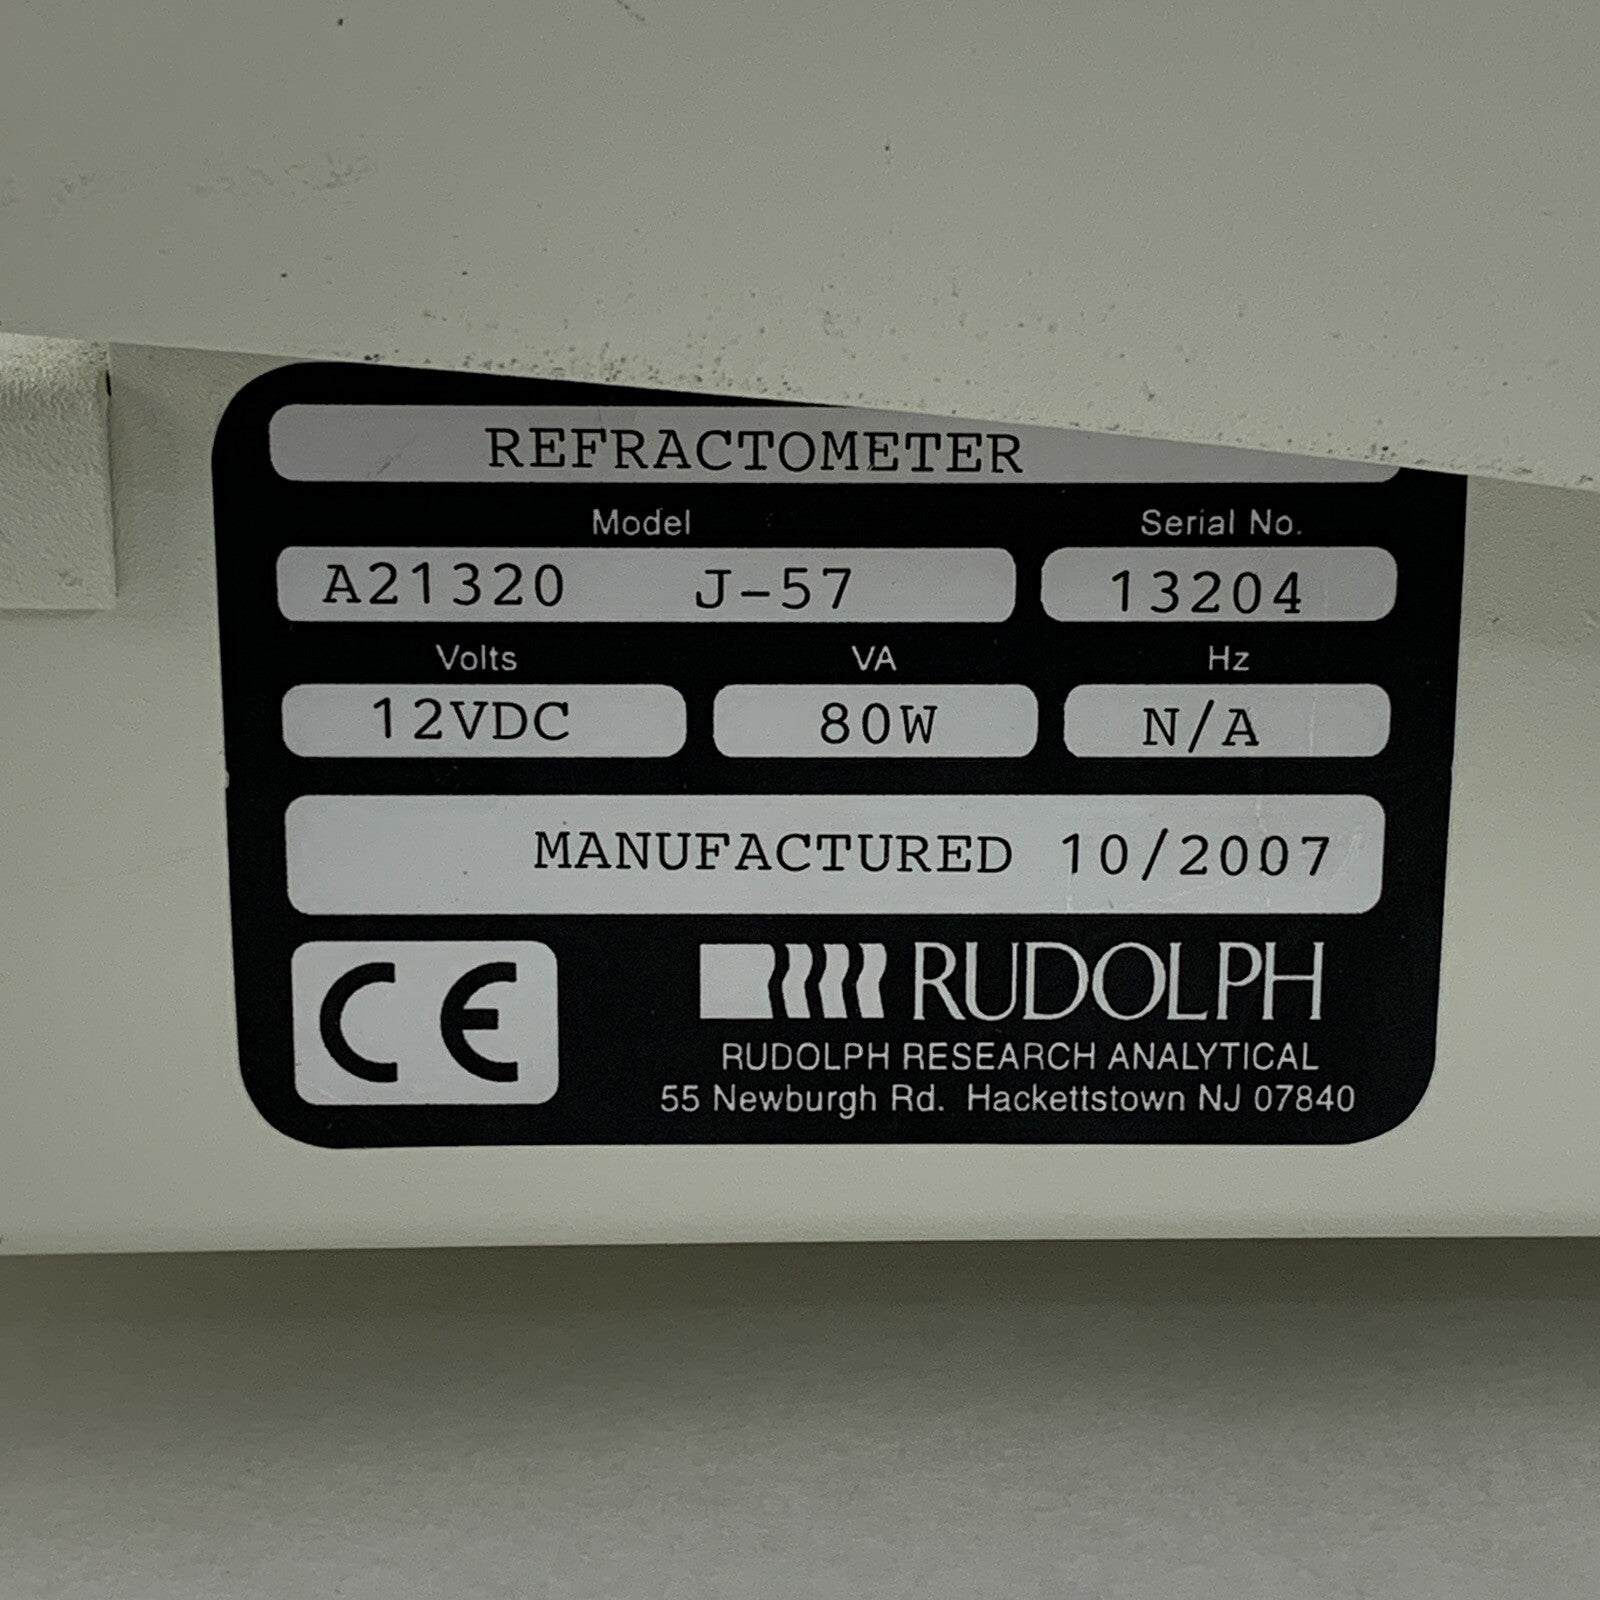 REFRACTOMETER
Model Serial No.
A21320 J-57 13204
Volts VA Hz
12VDC 80W N/A
MANUFACTURED 10/2007
CE RUDOLPH
RUDOLPH RESEARCH ANALYTICAL
55 Newburgh Rd. Hackettstown NJ 07840